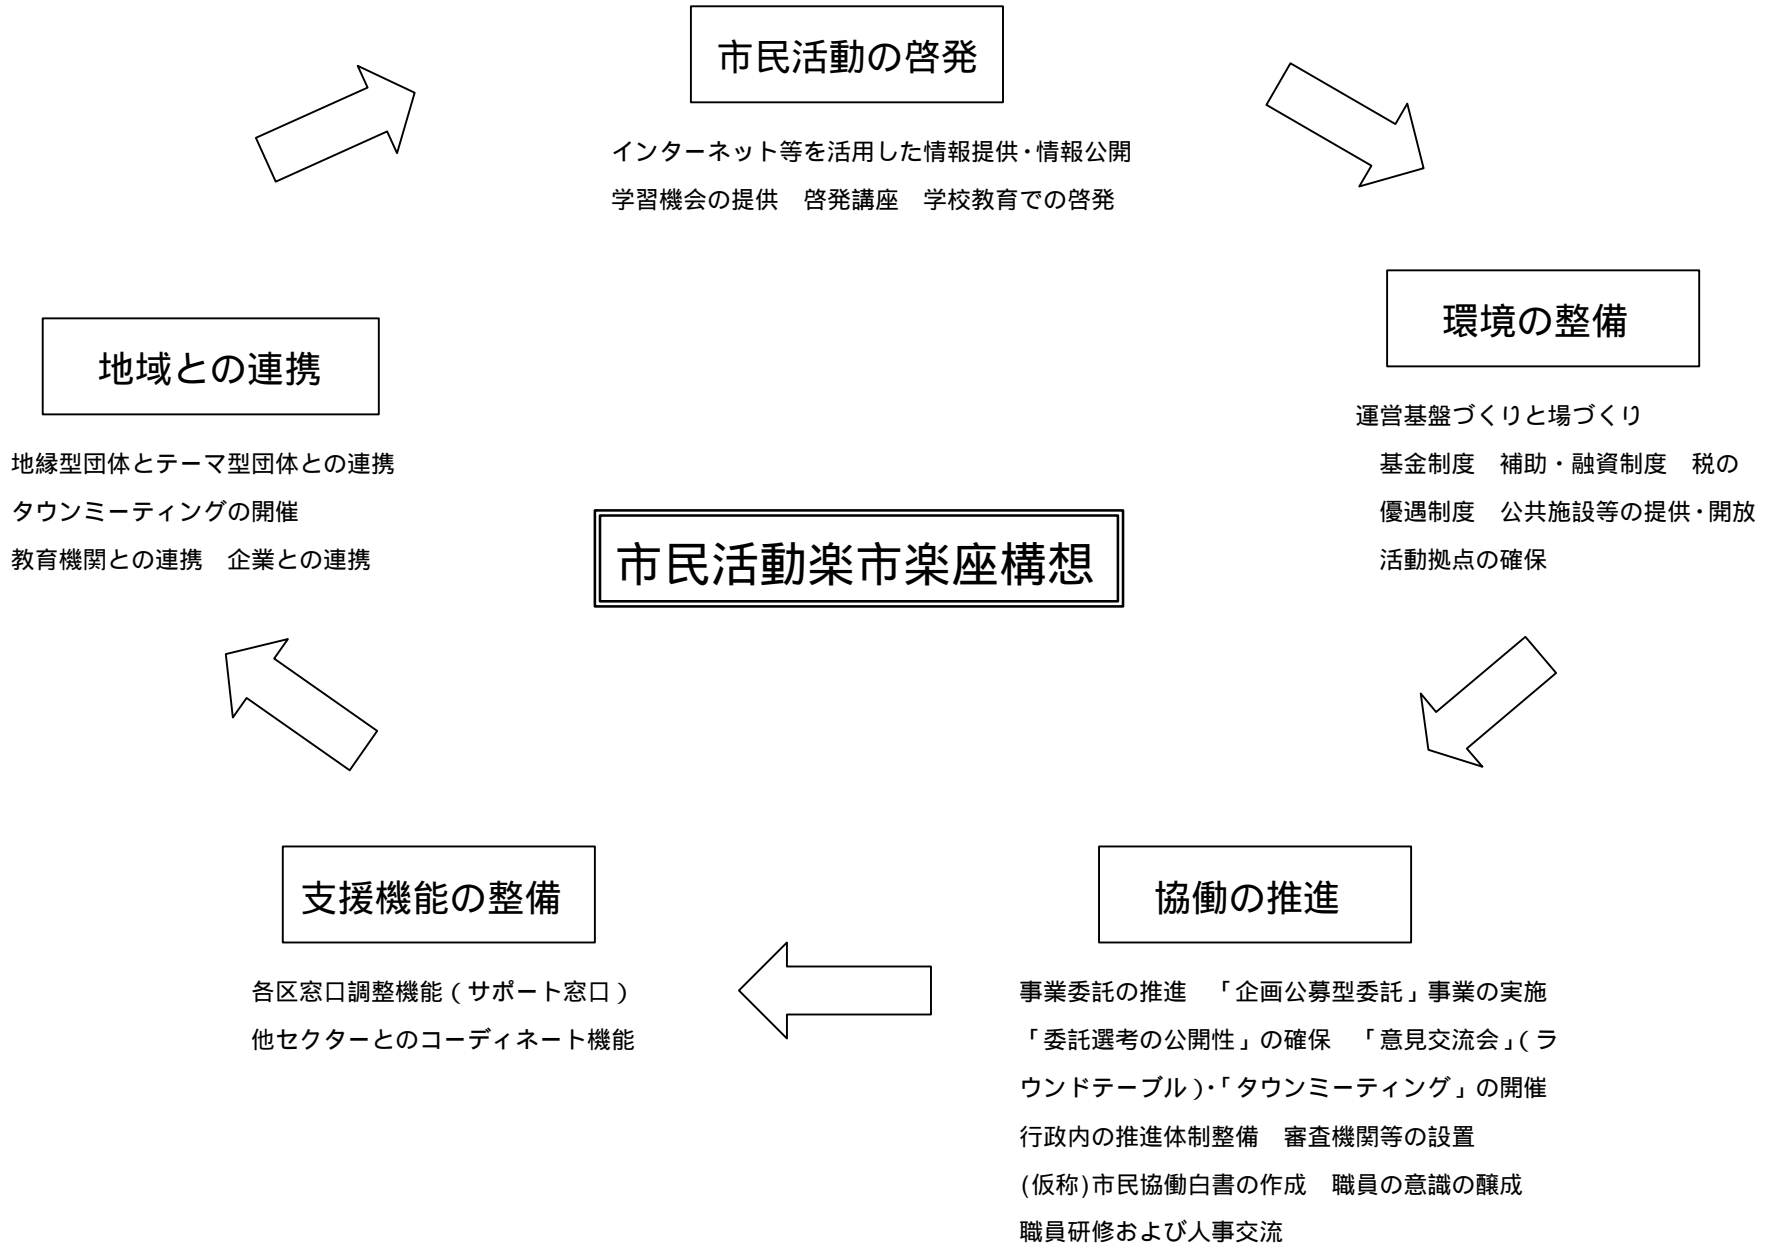 市民活動の啓発
インターネット等を活用した情報提供・情報公開
学習機会の提供　啓発講座　学校教育での啓発
環境の整備
運営基盤づくりと場づくり
基金制度　補助・融資制度　税の
優遇制度　公共施設等の提供・開放
活動拠点の確保
地域との連携
地縁型団体とテーマ型団体との連携
タウンミーティングの開催
教育機関との連携　企業との連携
市民活動楽市楽座構想
支援機能の整備
各区窓口調整機能（サポート窓口）
他セクターとのコーディネート機能
協働の推進
事業委託の推進　「企画公募型委託」事業の実施
「委託選考の公開性」の確保　「意見交流会」（ラ
ウンドテーブル）・「タウンミーティング」の開催
行政内の推進体制整備　審査機関等の設置
(仮称)市民協働白書の作成　職員の意識の醸成
職員研修および人事交流